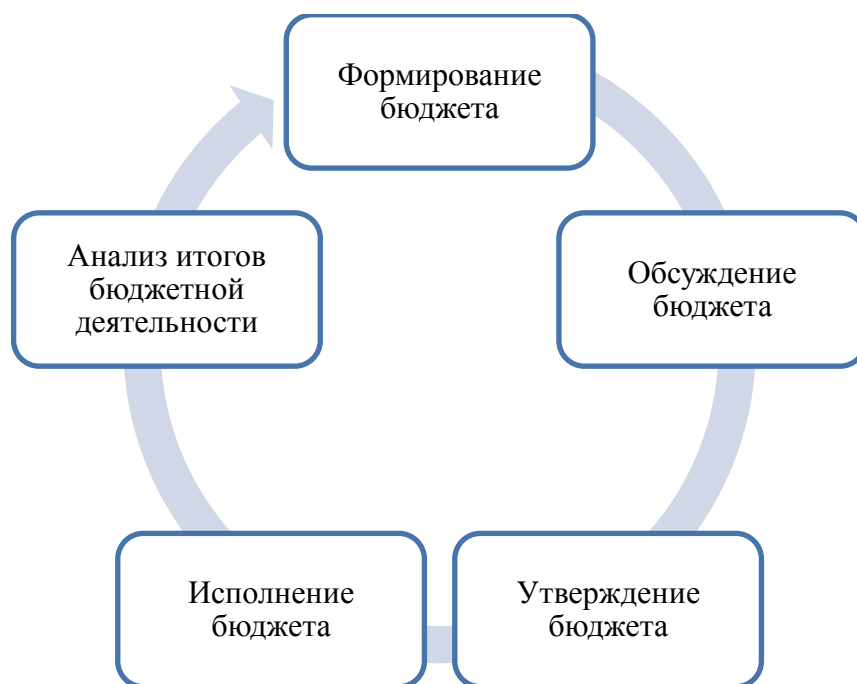 Формирование
бюджета
Обсуждение
бюджета
Утверждение
бюджета
Исполнение
бюджета
Анализ итогов
бюджетной
деятельности